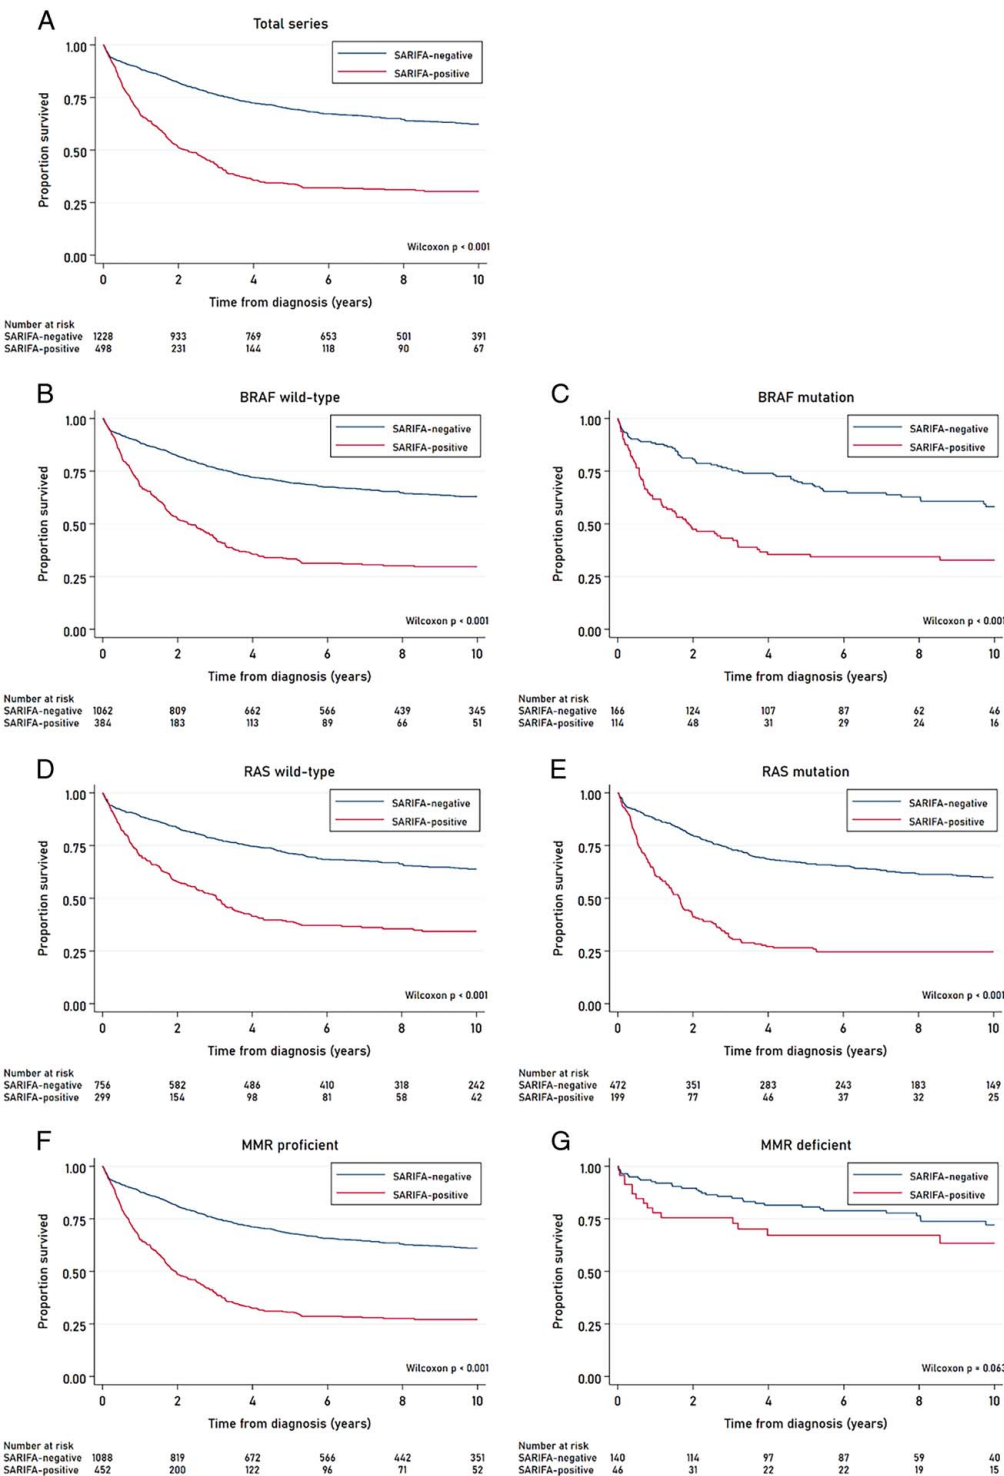 A
Total series
SARIFA-negative
SARIFA-positive
1.00
0.75
0.50
0.25
0.00
Proportion survived
Wilcoxon p < 0.001
0 2 4 6 8 10
Time from diagnosis (years)
Number at risk
SARIFA-negative 1228 933 769 653 501 391
SARIFA-positive 498 231 144 118 90 67
B
BRAF wild-type
SARIFA-negative
SARIFA-positive
1.00
0.75
0.50
0.25
0.00
Proportion survived
Wilcoxon p < 0.001
0 2 4 6 8 10
Time from diagnosis (years)
Number at risk
SARIFA-negative 1062 809 662 566 439 345
SARIFA-positive 384 183 113 89 66 51
C
BRAF mutation
SARIFA-negative
SARIFA-positive
1.00
0.75
0.50
0.25
0.00
Proportion survived
Wilcoxon p < 0.001
0 2 4 6 8 10
Time from diagnosis (years)
Number at risk
SARIFA-negative 166 124 107 87 62 46
SARIFA-positive 114 48 31 29 24 16
D
RAS wild-type
SARIFA-negative
SARIFA-positive
1.00
0.75
0.50
0.25
0.00
Proportion survived
Wilcoxon p < 0.001
0 2 4 6 8 10
Time from diagnosis (years)
Number at risk
SARIFA-negative 756 582 486 410 318 242
SARIFA-positive 299 154 98 81 58 42
E
RAS mutation
SARIFA-negative
SARIFA-positive
1.00
0.75
0.50
0.25
0.00
Proportion survived
Wilcoxon p < 0.001
0 2 4 6 8 10
Time from diagnosis (years)
Number at risk
SARIFA-negative 472 351 283 243 183 149
SARIFA-positive 199 77 46 37 32 25
F
MMR proficient
SARIFA-negative
SARIFA-positive
1.00
0.75
0.50
0.25
0.00
Proportion survived
Wilcoxon p < 0.001
0 2 4 6 8 10
Time from diagnosis (years)
Number at risk
SARIFA-negative 1088 819 672 566 442 351
SARIFA-positive 452 200 122 96 71 52
G
MMR deficient
SARIFA-negative
SARIFA-positive
1.00
0.75
0.50
0.25
0.00
Proportion survived
Wilcoxon p = 0.063
0 2 4 6 8 10
Time from diagnosis (years)
Number at risk
SARIFA-negative 140 114 97 87 59 40
SARIFA-positive 46 31 22 22 19 15